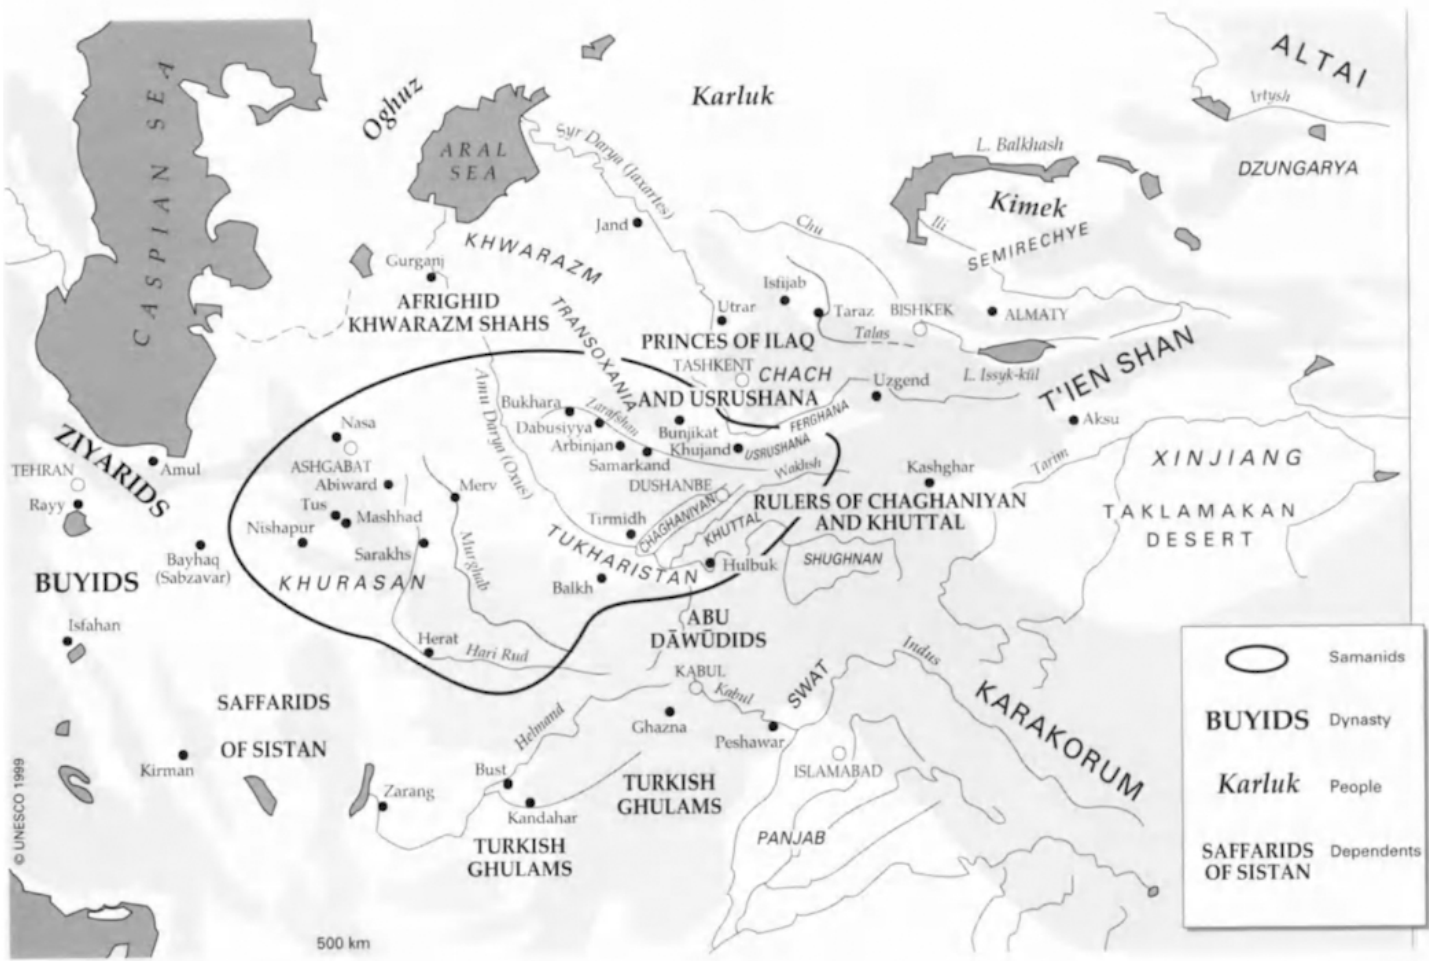 ALTAI
Irtysh
DZUNGARYA
Oghuz
Karluk
CASPIAN SEA
ARAL
SEA
Syr Darya (Jaxartes)
L. Balkhash
Kimek
Ili
SEMIRECHYE
Chu
Jand
KHWARAZM
Gurganj
AFRIGHID
KHWARAZM SHAHS
TRANSOXANIA
Isfijab
Utrar
Taraz
BISHKEK
ALMATY
Talas
PRINCES OF ILAQ
AND USRUSHANA
TASHKENT
CHACH
L. Issyk-kül
T'IEN SHAN
Uzgend
FERGHANA
Aksu
Amu Darya (Oxus)
Bukhara
Zarafshan
Dabusiyya
Arbinjan
Samarkand
Bunjikat
Khujand
USRUSHANA
Wakhsh
DUSHANBE
Kashghar
Tarim
XINJIANG
TAKLAMAKAN
DESERT
ZIYARIDS
TEHRAN
Rayy
Amul
Nasa
ASHGABAT
Abiward
Merv
Tus
Mashhad
Nishapur
Sarakhs
Murghab
KHURASAN
Bayhaq
(Sabzavar)
BUYIDS
Isfahan
Tirmidh
CHAGHANIYAN
KHUTTAL
RULERS OF CHAGHANIYAN
AND KHUTTAL
TUKHARISTAN
Hulbuk
SHUGHNAN
Balkh
Herat
Hari Rud
ABU
DĀWŪDIDS
KABUL
Kabul
SWAT
Indus
KARAKORUM
SAFFARIDS
OF SISTAN
Helmand
Ghazna
Peshawar
ISLAMABAD
Kirman
Zarang
Bust
Kandahar
TURKISH
GHULAMS
TURKISH
GHULAMS
PANJAB
Samanids
BUYIDS Dynasty
Karluk People
SAFFARIDS Dependents
OF SISTAN
© UNESCO 1999
500 km